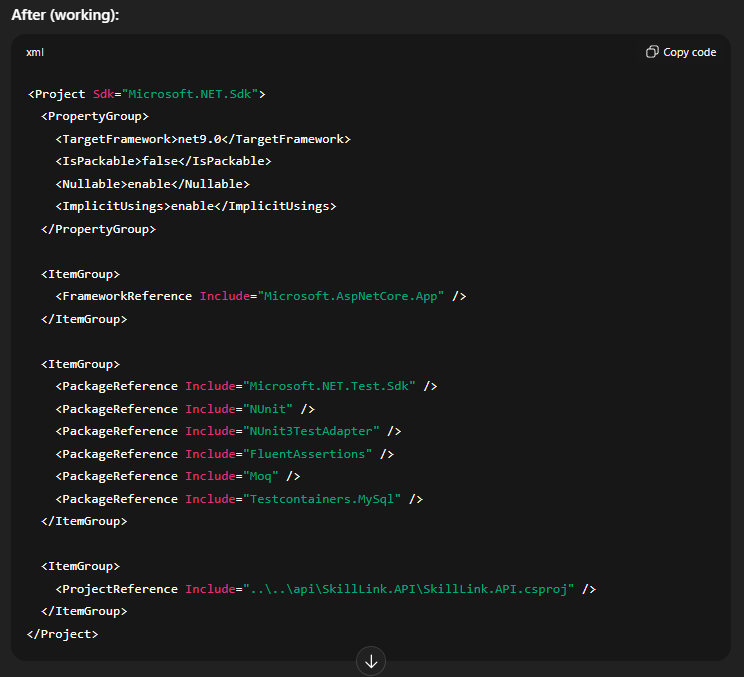 After (working):
xml
Copy code
<Project Sdk="Microsoft.NET.Sdk">
  <PropertyGroup>
    <TargetFramework>net9.0</TargetFramework>
    <IsPackable>false</IsPackable>
    <Nullable>enable</Nullable>
    <ImplicitUsings>enable</ImplicitUsings>
  </PropertyGroup>

  <ItemGroup>
    <FrameworkReference Include="Microsoft.AspNetCore.App" />
  </ItemGroup>

  <ItemGroup>
    <PackageReference Include="Microsoft.NET.Test.Sdk" />
    <PackageReference Include="NUnit" />
    <PackageReference Include="NUnit3TestAdapter" />
    <PackageReference Include="FluentAssertions" />
    <PackageReference Include="Moq" />
    <PackageReference Include="Testcontainers.MySql" />
  </ItemGroup>

  <ItemGroup>
    <ProjectReference Include="..\..\api\SkillLink.API\SkillLink.API.csproj" />
  </ItemGroup>
</Project>